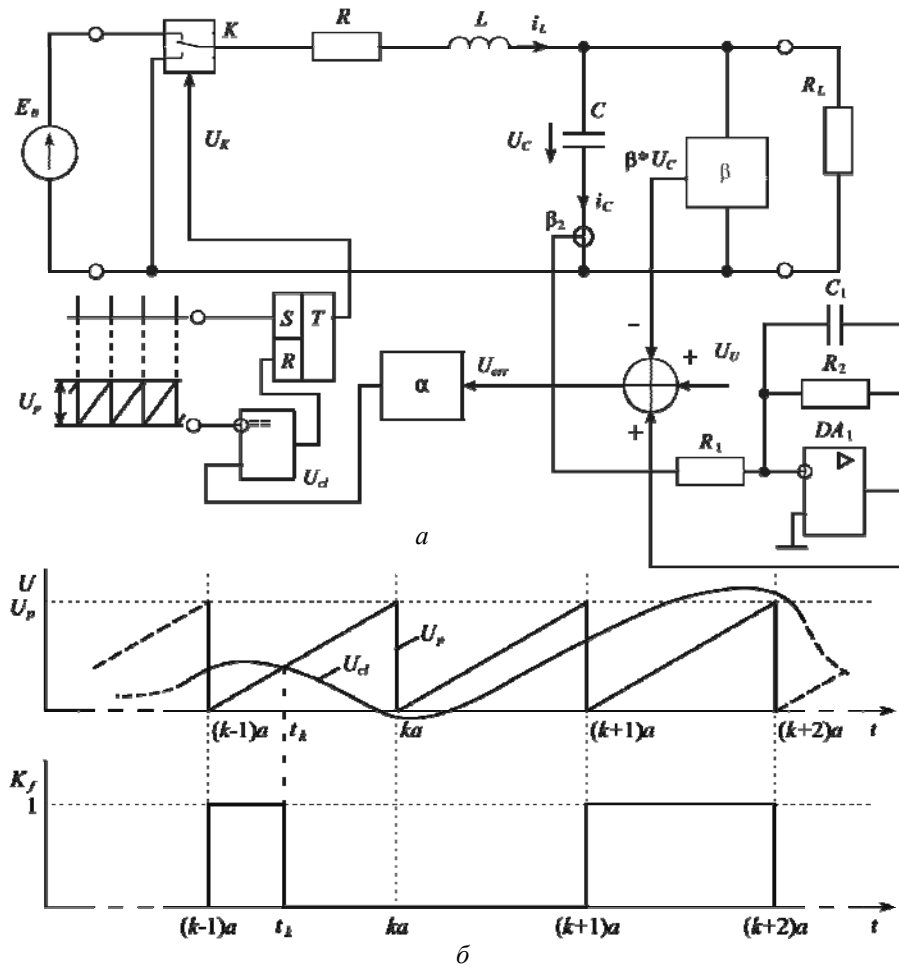 K
R
L
i_L
E_n
U_K
U_C
C
i_C
β*U_C
β
R_L
β_2
S
T
R
U_p
==
U_cl
α
U_err
-
+
U_U
+
C_1
R_2
R_1
DA_1
▷
а
U
U_p
U_cl
U_p
(k-1)a
t_k
ka
(k+1)a
(k+2)a
t
K_f
1
(k-1)a
t_k
ka
(k+1)a
(k+2)a
t
б